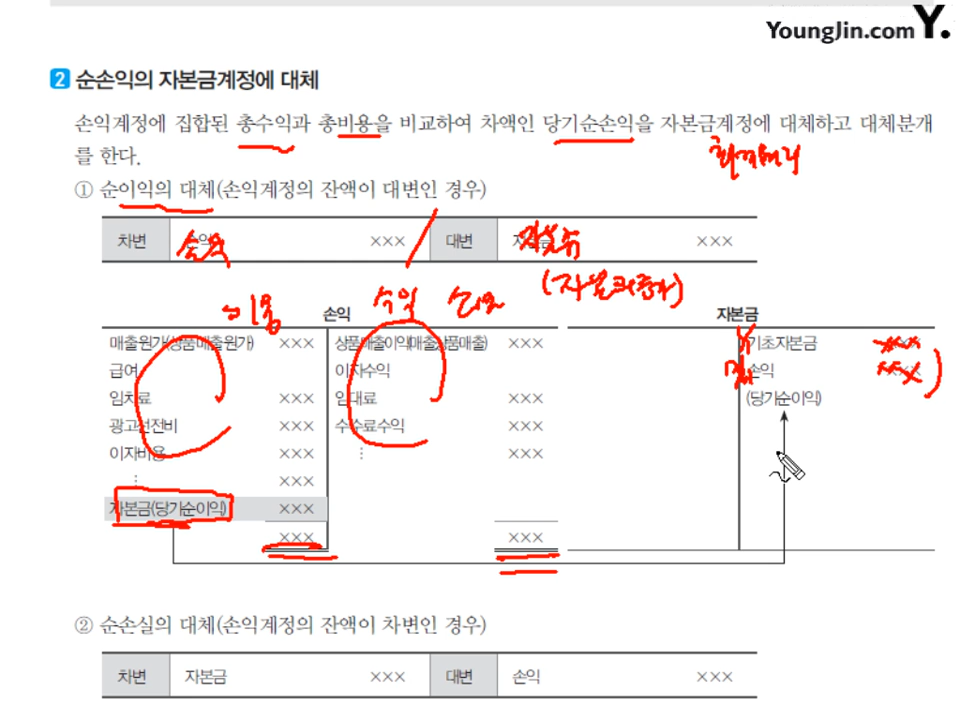 YoungJin.com Y.
2 순손익의 자본금계정에 대체
손익계정에 집합된 총수익과 총비용을 비교하여 차액인 당기순손익을 자본금계정에 대체하고 대체분개
를 한다.
① 순이익의 대체(손익계정의 잔액이 대변인 경우)
차변 손익 ××× 대변 자본금 ×××
(자본의증가)
비용 수익
손익 자본금
매출원가(상품매출원가) ××× 상품매출이익(매출,상품매출) ××× 기초자본금 ×××
급여 이자수익 손익 ×××
임차료 ××× 임대료 ××× (당기순이익)
광고선전비 ××× 수수료수익 ×××
이자비용 ××× ⋮ ×××
⋮ ×××
자본금(당기순이익) ×××
××× ×××
② 순손실의 대체(손익계정의 잔액이 차변인 경우)
차변 자본금 ××× 대변 손익 ×××